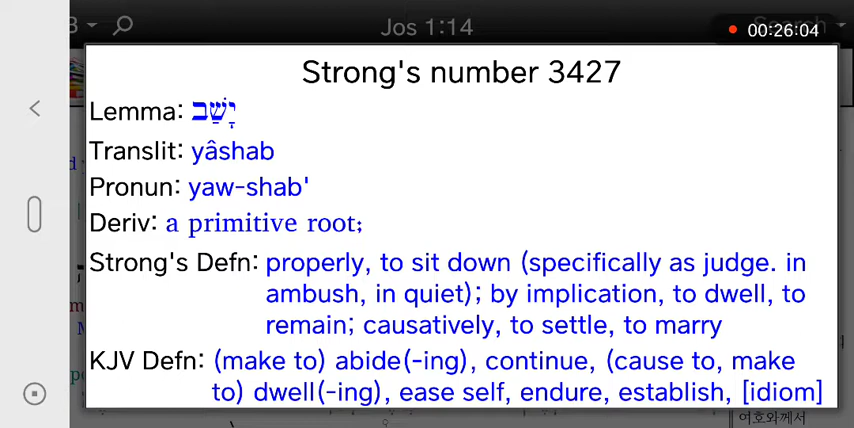 Jos 1:14
00:26:04
Strong's number 3427
Lemma: יָשַׁב
Translit: yâshab
Pronun: yaw-shab'
Deriv: a primitive root;
Strong's Defn: properly, to sit down (specifically as judge. in
ambush, in quiet); by implication, to dwell, to
remain; causatively, to settle, to marry
KJV Defn: (make to) abide(-ing), continue, (cause to, make
to) dwell(-ing), ease self, endure, establish, [idiom]
여호와께서